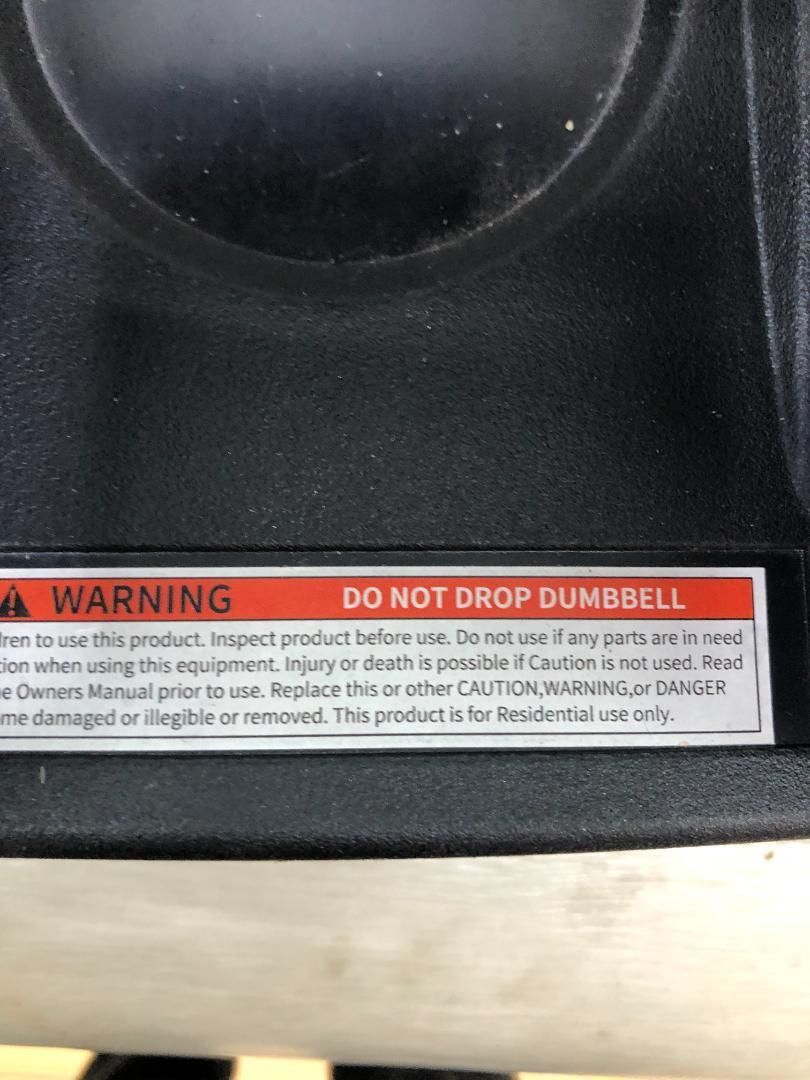 WARNING DO NOT DROP DUMBBELL
to use this product. Inspect product before use. Do not use if any parts are in need
when using this equipment. Injury or death is possible if Caution is not used. Read
Owners Manual prior to use. Replace this or other CAUTION,WARNING,or DANGER
damaged or illegible or removed. This product is for Residential use only.